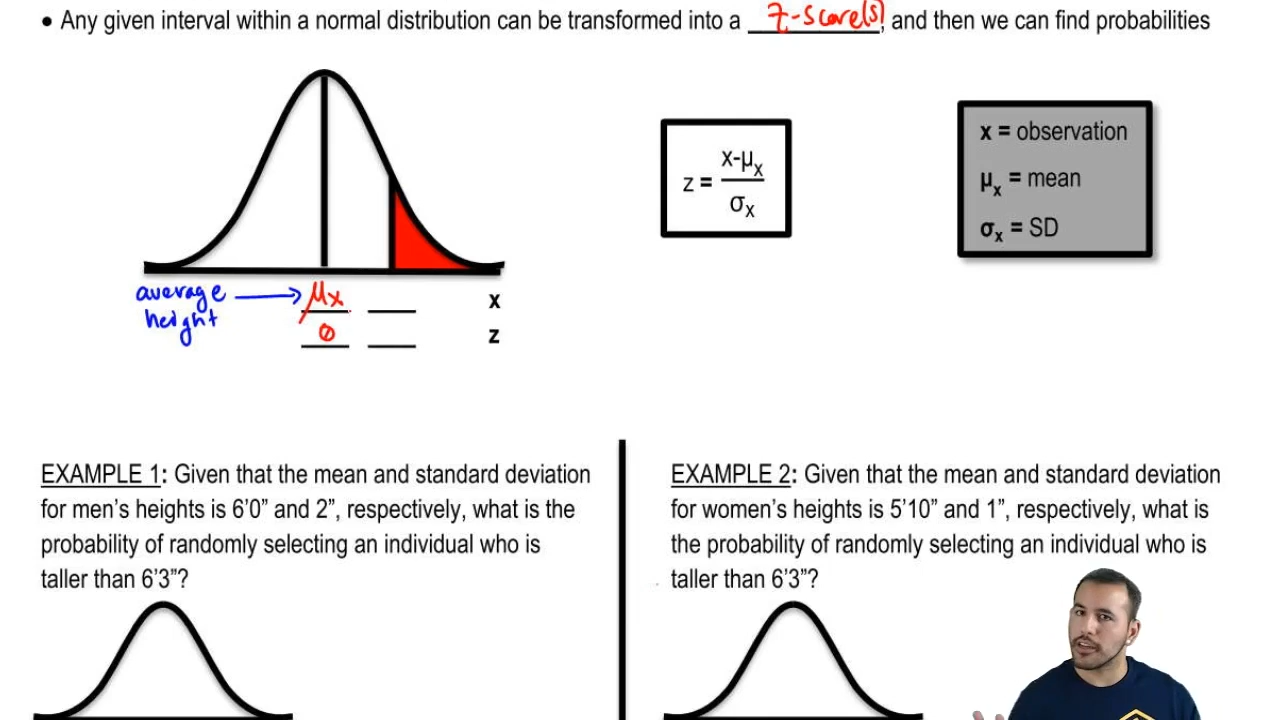 • Any given interval within a normal distribution can be transformed into a z-score(s), and then we can find probabilities
z = x-μx / σx
x = observation
μx = mean
σx = SD
average → μx x
height
0 z
EXAMPLE 1: Given that the mean and standard deviation
for men's heights is 6'0” and 2”, respectively, what is the
probability of randomly selecting an individual who is
taller than 6'3”?
EXAMPLE 2: Given that the mean and standard deviation
for women's heights is 5'10” and 1”, respectively, what is
the probability of randomly selecting an individual who is
taller than 6'3”?